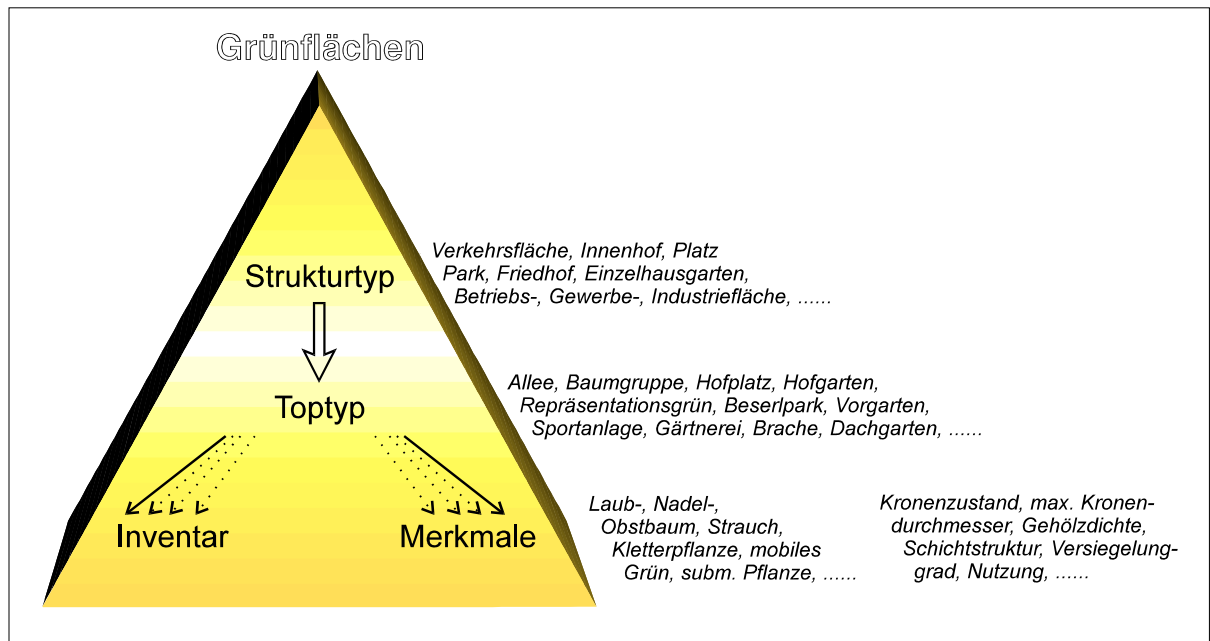 Grünflächen
Strukturtyp
Verkehrsfläche, Innenhof, Platz
Park, Friedhof, Einzelhausgarten,
Betriebs-, Gewerbe-, Industriefläche, ......
Toptyp
Allee, Baumgruppe, Hofplatz, Hofgarten,
Repräsentationsgrün, Beserlpark, Vorgarten,
Sportanlage, Gärtnerei, Brache, Dachgarten, ......
Inventar
Merkmale
Laub-, Nadel-,
Obstbaum, Strauch,
Kletterpflanze, mobiles
Grün, subm. Pflanze, ......
Kronenzustand, max. Kronen-
durchmesser, Gehölzdichte,
Schichtstruktur, Versiegelung-
grad, Nutzung, ......